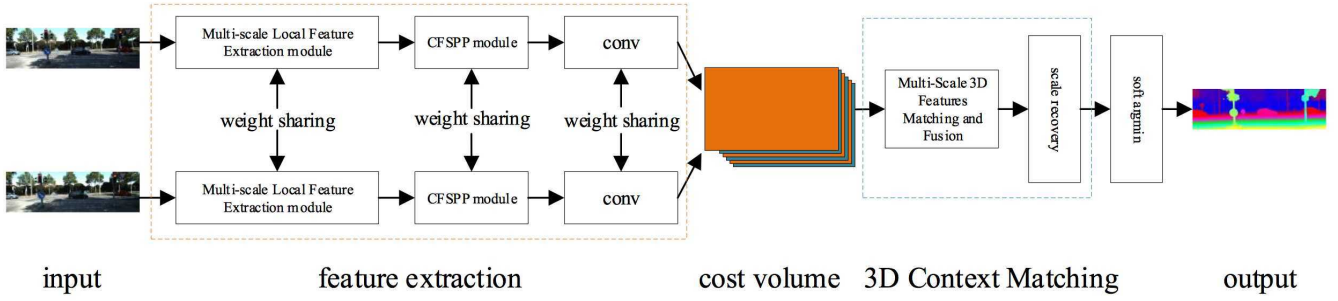 Multi-scale Local Feature
Extraction module
CFSPP module
conv
weight sharing
weight sharing
weight sharing
Multi-scale Local Feature
Extraction module
CFSPP module
conv
Multi-Scale 3D
Features
Matching and
Fusion
scale recovery
soft angmin
input
feature extraction
cost volume
3D Context Matching
output